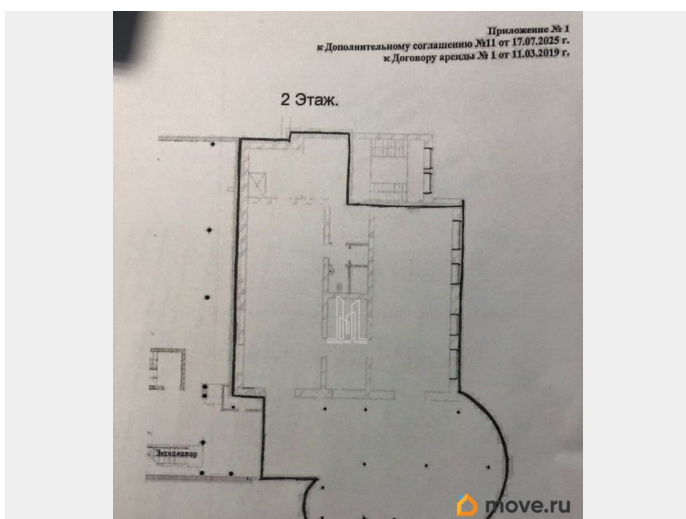 Приложение № 1
к Дополнительному соглашению №11 от 17.07.2025 г.
к Договору аренды № 1 от 11.03.2019 г.
2 Этаж.
Эскалатор
move.ru